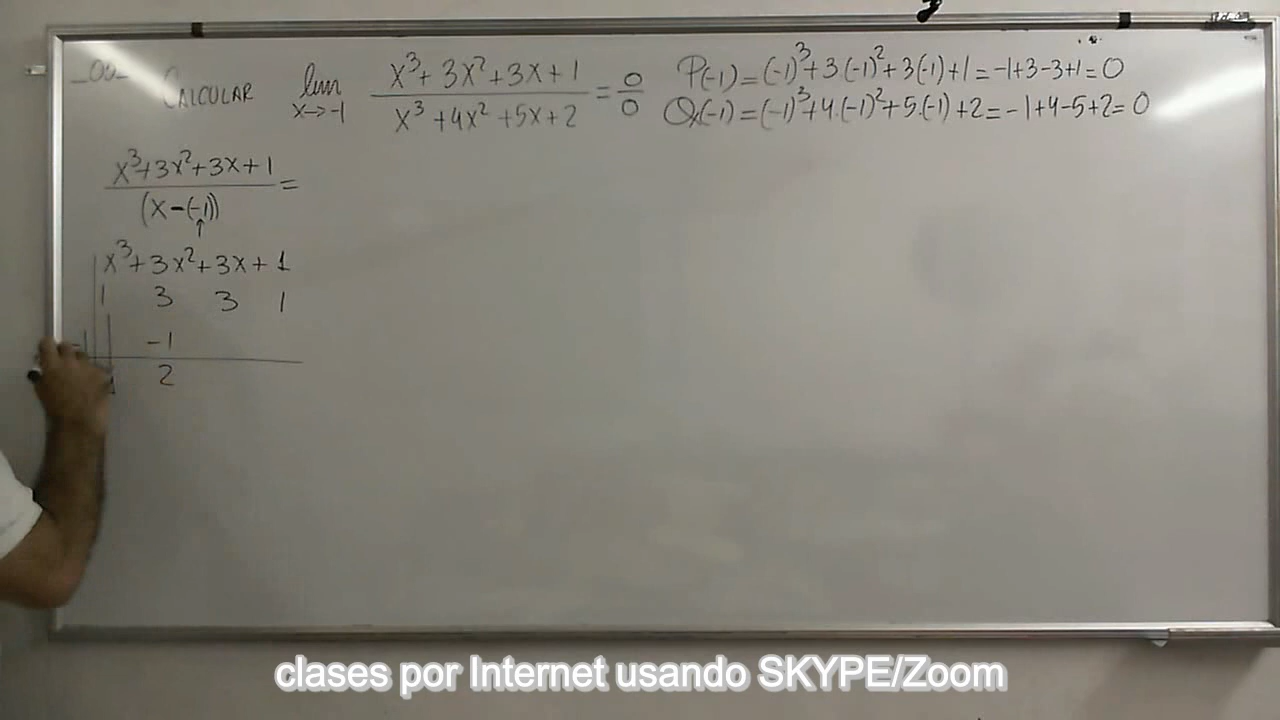 CALCULAR lim x→-1 (x³+3x²+3x+1)/(x³+4x²+5x+2) = 0/0
P(-1)=(-1)³+3(-1)²+3(-1)+1=-1+3-3+1=0
Q(-1)=(-1)³+4·(-1)²+5·(-1)+2=-1+4-5+2=0
(x³+3x²+3x+1)/(x-(-1)) =
x³+3x²+3x+1
1 3 3 1
-1 -1
2
clases por Internet usando SKYPE/Zoom